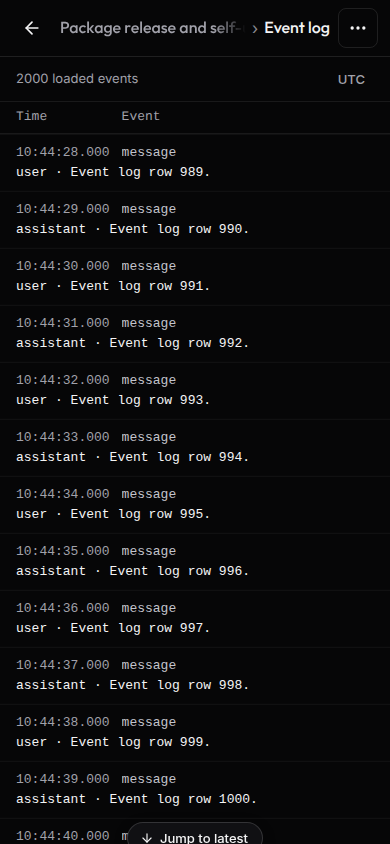 Package release and self- › Event log
2000 loaded events UTC
Time Event
10:44:28.000 message
user · Event log row 989.
10:44:29.000 message
assistant · Event log row 990.
10:44:30.000 message
user · Event log row 991.
10:44:31.000 message
assistant · Event log row 992.
10:44:32.000 message
user · Event log row 993.
10:44:33.000 message
assistant · Event log row 994.
10:44:34.000 message
user · Event log row 995.
10:44:35.000 message
assistant · Event log row 996.
10:44:36.000 message
user · Event log row 997.
10:44:37.000 message
assistant · Event log row 998.
10:44:38.000 message
user · Event log row 999.
10:44:39.000 message
assistant · Event log row 1000.
10:44:40.000
Jump to latest